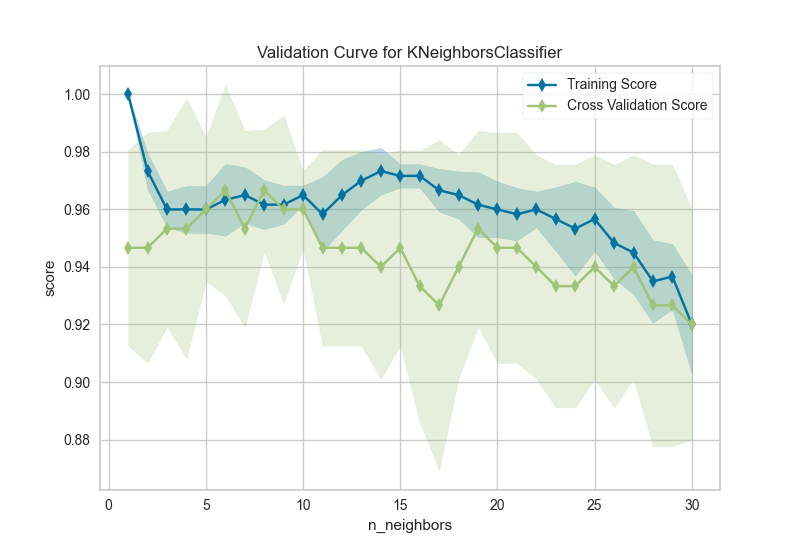 Validation Curve for KNeighborsClassifier
Training Score
Cross Validation Score
1.00
0.98
0.96
0.94
0.92
0.90
0.88
score
0
5
10
15
20
25
30
n_neighbors